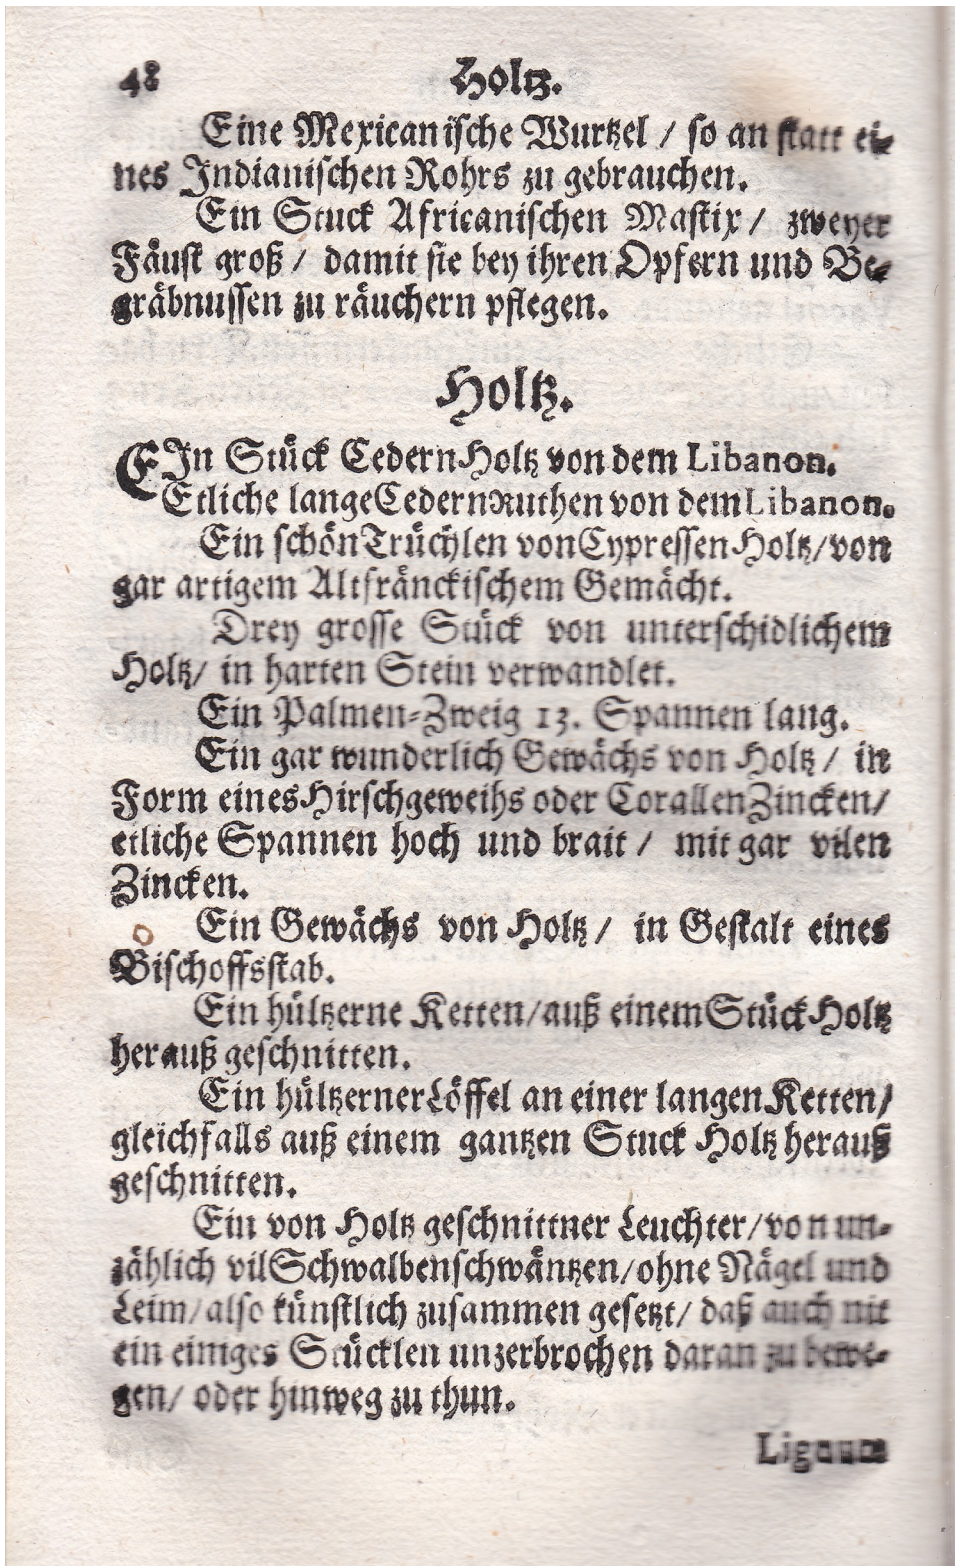 48 Holtz.
Eine Mexicanische Wurtzel / so an statt ei-
nes Indianischen Rohrs zu gebrauchen.
Ein Stuck Africanischen Mastix / zweyer
Fäust groß / damit sie bey ihren Opfern und Be-
gräbnussen zu räuchern pflegen.
Holtz.
EIn Stück Cedern Holtz von dem Libanon.
Etliche lange Cedern Ruthen von dem Libanon.
Ein schön Trüchlen von Cypressen Holtz / von
gar artigem Altfränckischem Gemächt.
Drey grosse Stück von unterschidlichem
Holtz / in harten Stein verwandlet.
Ein Palmen-Zweig 13. Spannen lang.
Ein gar wunderlich Gewächs von Holtz / in
Form eines Hirschgeweihs oder Corallen Zincken /
etliche Spannen hoch und brait / mit gar vilen
Zincken.
Ein Gewächs von Holtz / in Gestalt eines
Bischoffsstab.
Ein hültzerne Ketten / auß einem Stück Holtz
herauß geschnitten.
Ein hültzerner Löffel an einer langen Ketten /
gleichfalls auß einem gantzen Stuck Holtz herauß
geschnitten.
Ein von Holtz geschnittner Leuchter / von un-
zählich vil Schwalbenschwäntzen / ohne Nägel und
Leim / also künstlich zusammen gesetzt / daß auch nit
ein einiges Stücklen unzerbrochen daran zu bewe-
gen / oder hinweg zu thun.
Lignum